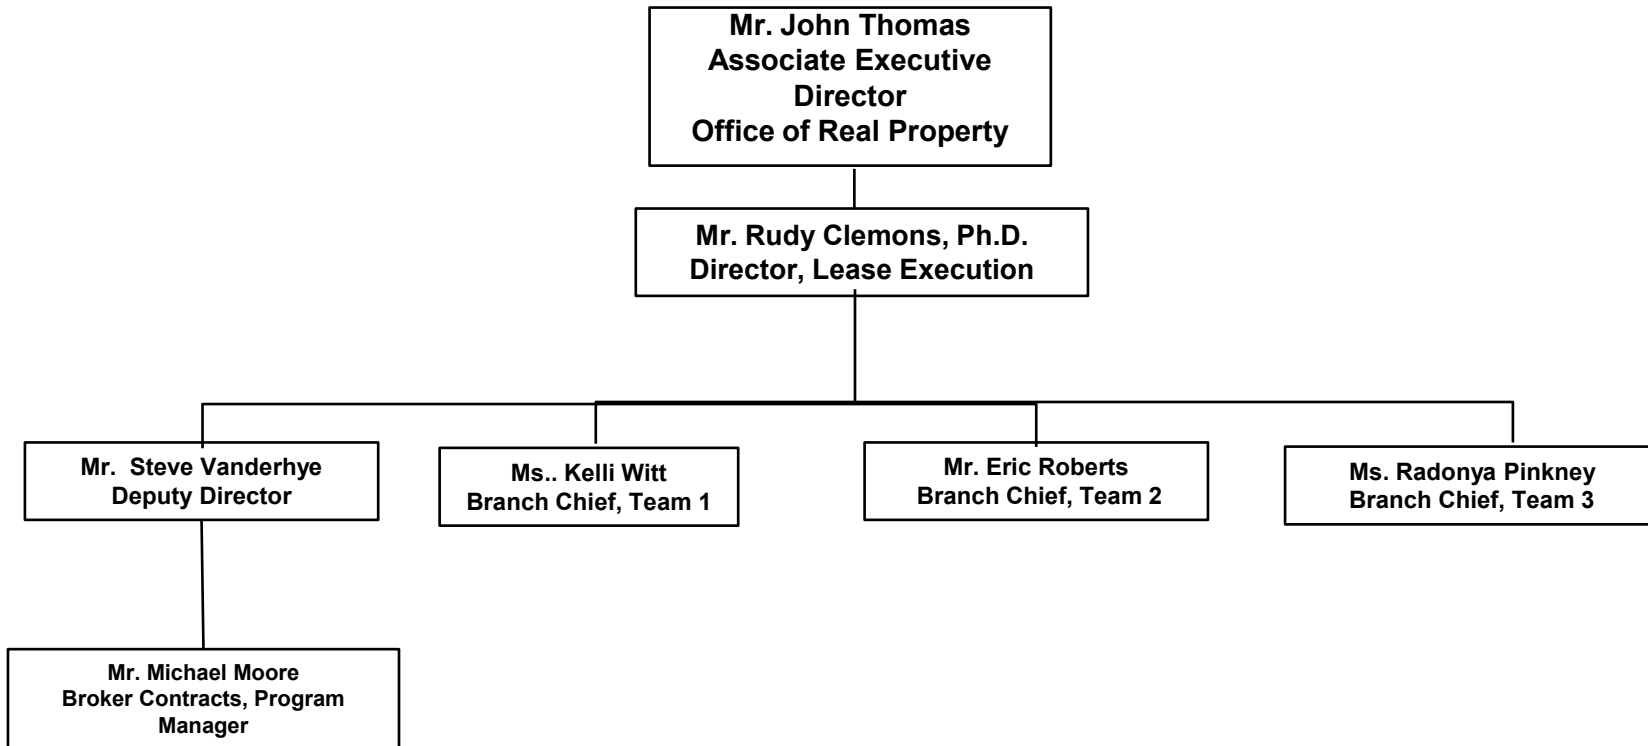 Mr. John Thomas
Associate Executive
Director
Office of Real Property
Mr. Rudy Clemons, Ph.D.
Director, Lease Execution
Mr.  Steve Vanderhye
Deputy Director
Ms.. Kelli Witt
Branch Chief, Team 1
Mr. Eric Roberts
Branch Chief, Team 2
Ms. Radonya Pinkney
Branch Chief, Team 3
Mr. Michael Moore
Broker Contracts, Program
Manager